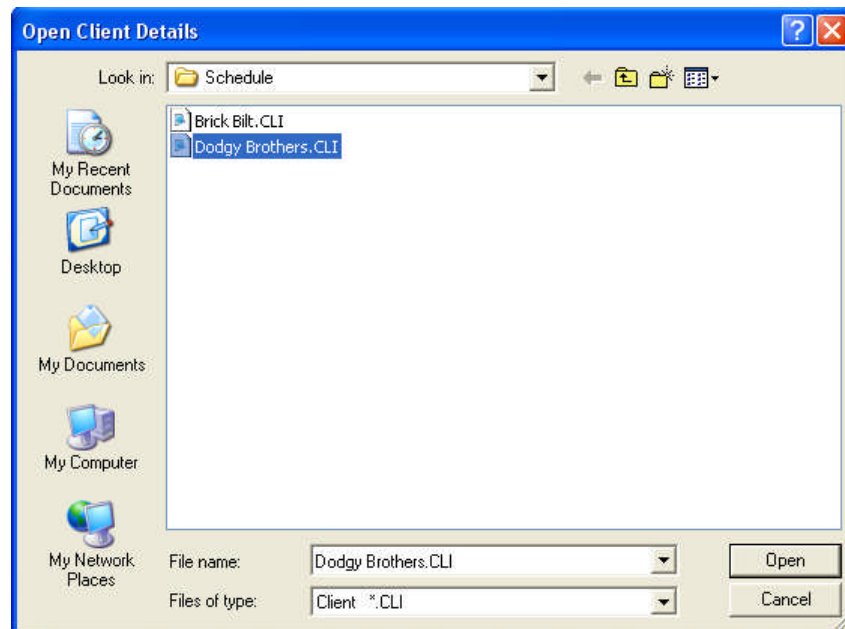 Open Client Details
Look in: Schedule
Brick Bilt.CLI
Dodgy Brothers.CLI
My Recent
Documents
Desktop
My Documents
My Computer
My Network
Places
File name: Dodgy Brothers.CLI Open
Files of type: Client *.CLI Cancel